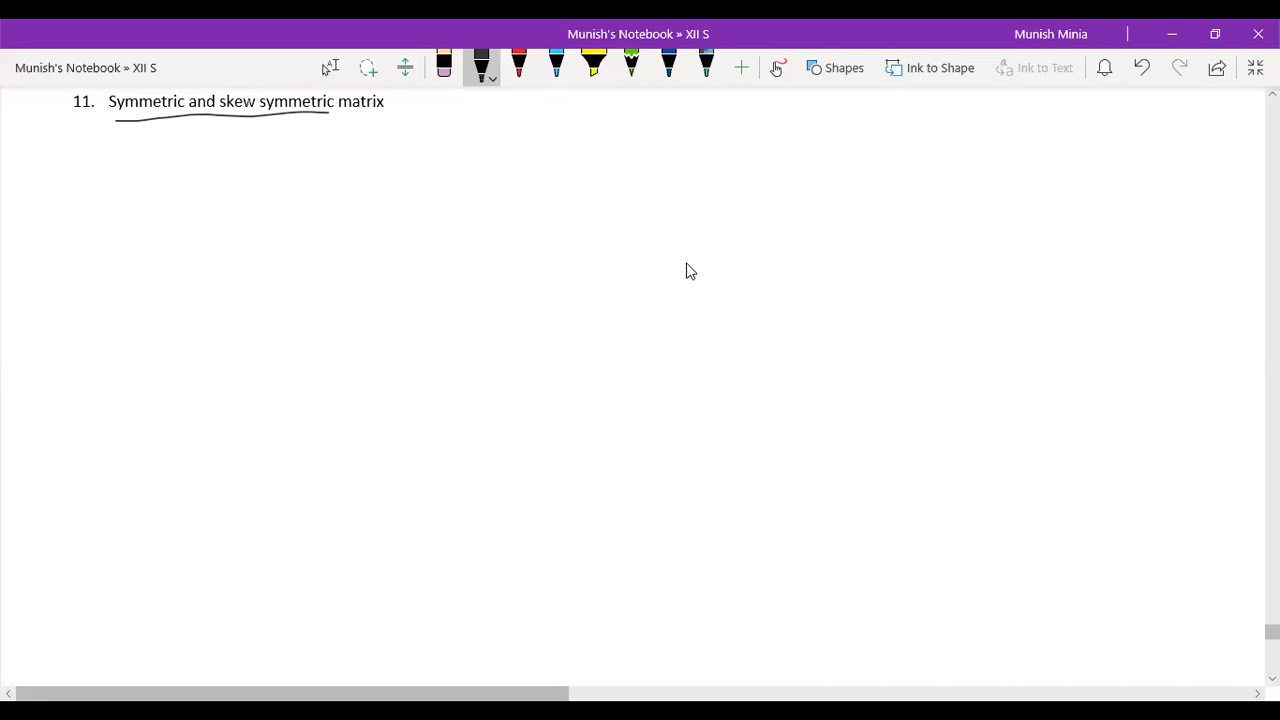 Munish's Notebook » XII S
Munish Minia
Munish's Notebook » XII S
Shapes
Ink to Shape
Ink to Text
11. Symmetric and skew symmetric matrix